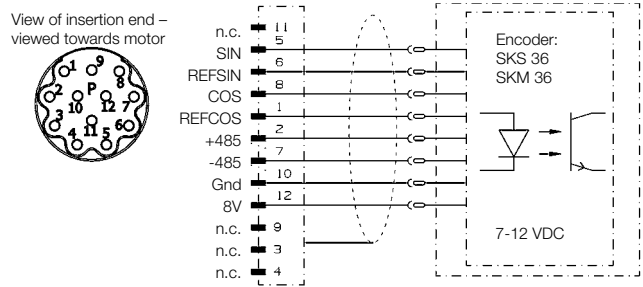 View of insertion end –
viewed towards motor
1
9
8
2
P
10
12
7
3
11
6
4
5
n.c. 11
SIN 5
REFSIN 6
COS 8
REFCOS 1
+485 2
-485 7
Gnd 10
8V 12
n.c. 9
n.c. 3
n.c. 4
Encoder:
SKS 36
SKM 36
7-12 VDC